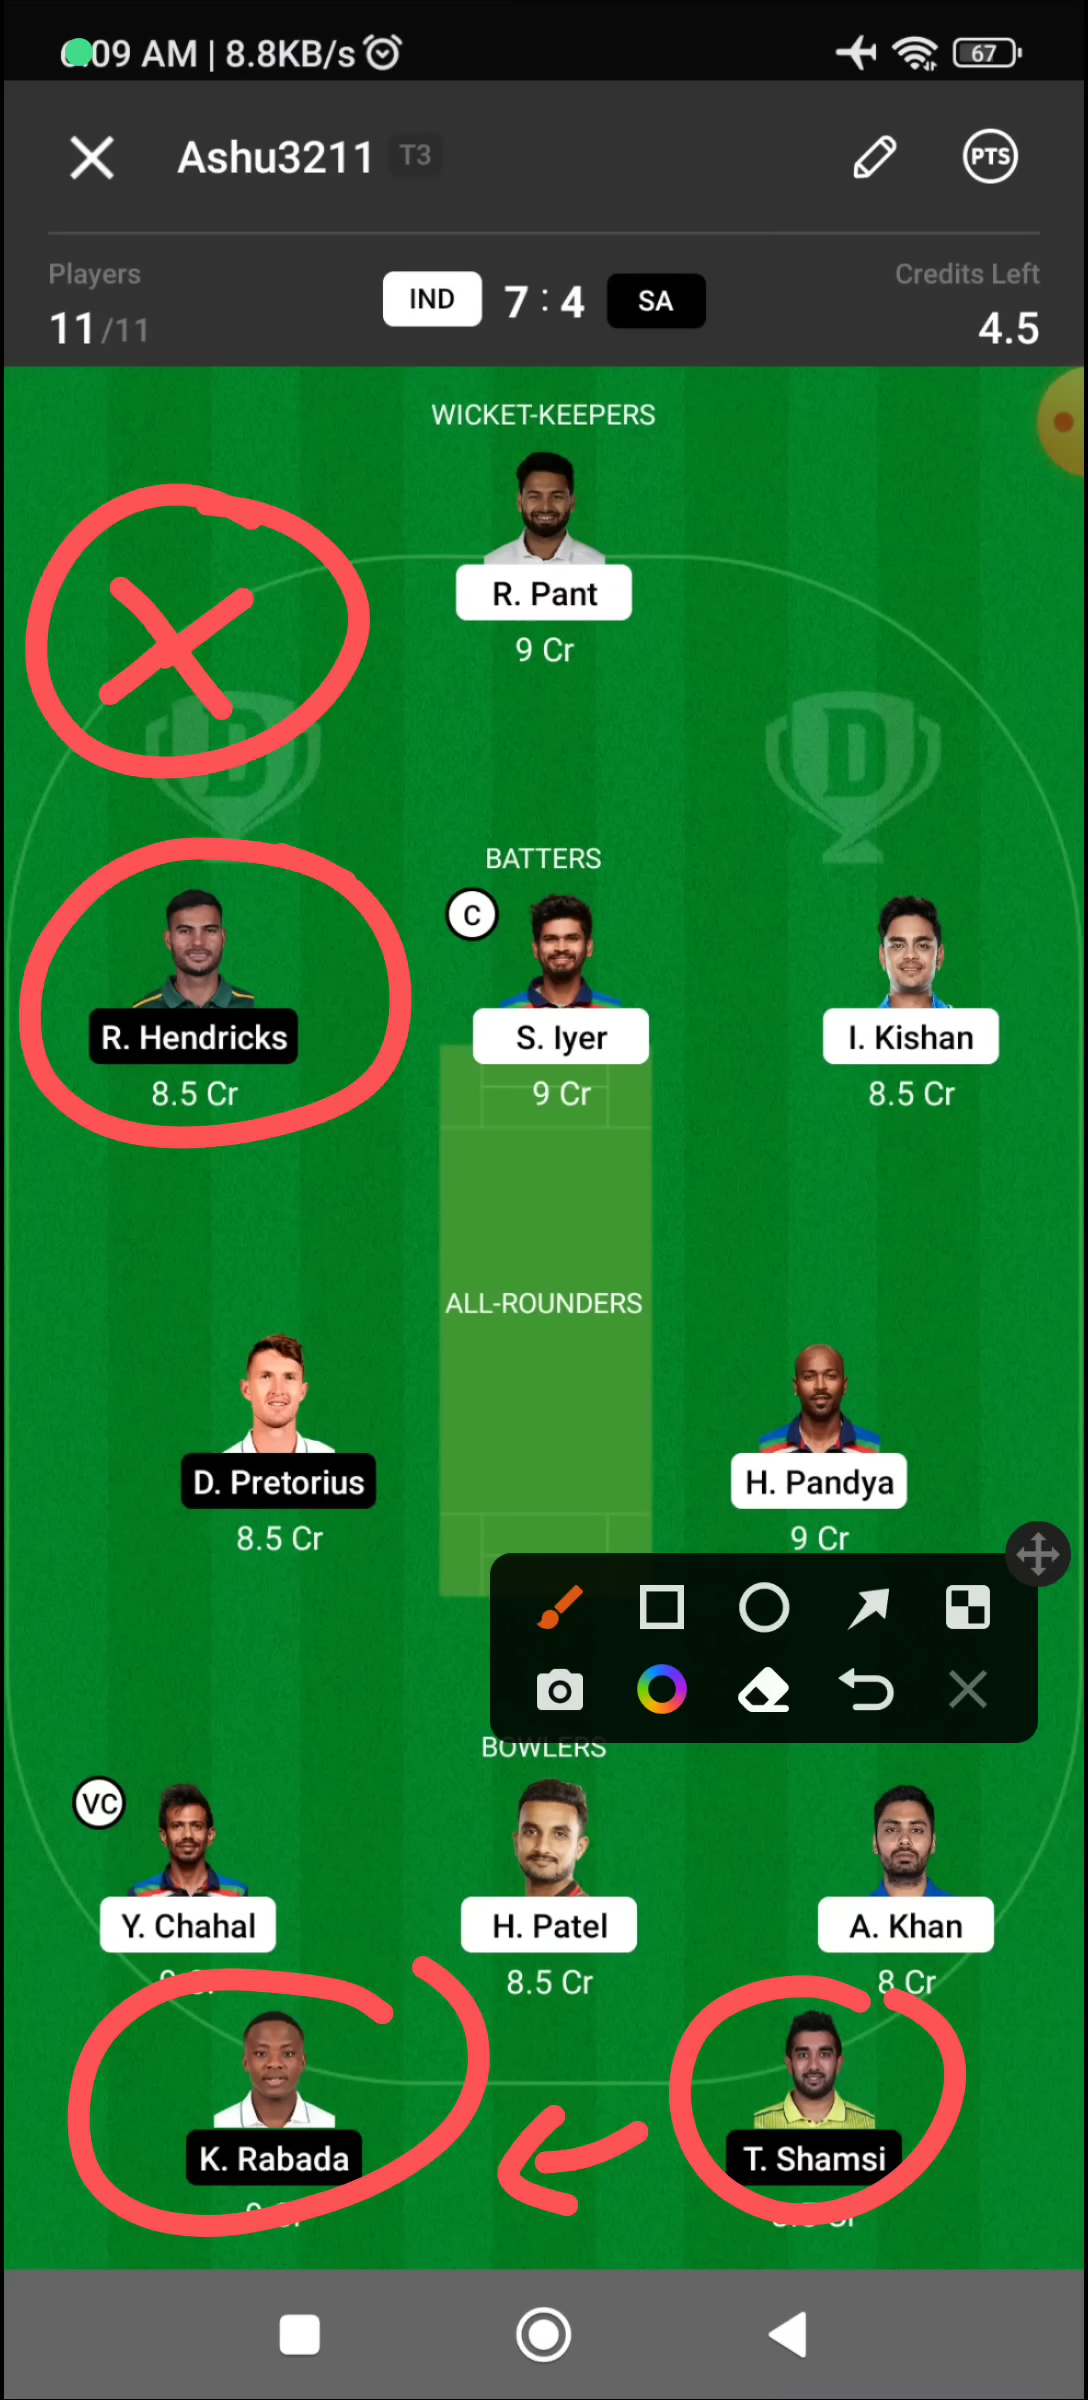 09 AM | 8.8KB/s
67
Ashu3211 T3
PTS
Players
Credits Left
IND 7 : 4 SA
11/11
4.5
WICKET-KEEPERS
R. Pant
9 Cr
D D
BATTERS
C
R. Hendricks S. Iyer I. Kishan
8.5 Cr 9 Cr 8.5 Cr
ALL-ROUNDERS
D. Pretorius H. Pandya
8.5 Cr 9 Cr
BOWLERS
VC
Y. Chahal H. Patel A. Khan
8.5 Cr 8 Cr
K. Rabada T. Shamsi